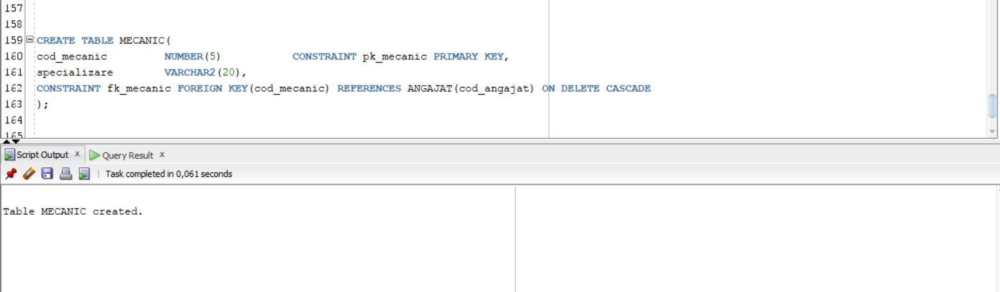 157
158
159 CREATE TABLE MECANIC(
160 cod_mecanic NUMBER(5) CONSTRAINT pk_mecanic PRIMARY KEY,
161 specializare VARCHAR2(20),
162 CONSTRAINT fk_mecanic FOREIGN KEY(cod_mecanic) REFERENCES ANGAJAT(cod_angajat) ON DELETE CASCADE
163 );
164
165
Script Output x Query Result x
Task completed in 0,061 seconds
Table MECANIC created.